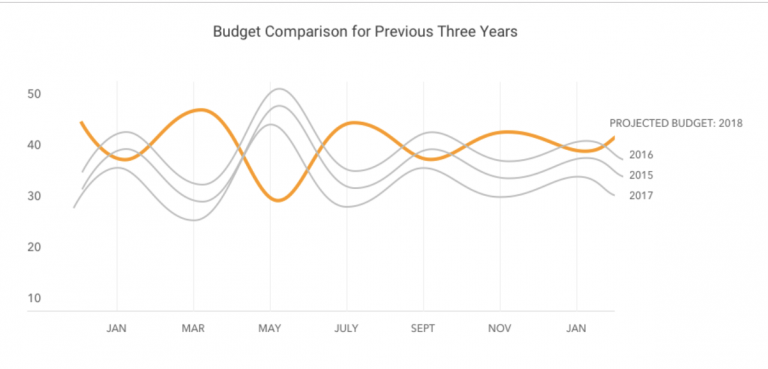 Budget Comparison for Previous Three Years
50
PROJECTED BUDGET: 2018
40
2016
2015
30
2017
20
10
JAN MAR MAY JULY SEPT NOV JAN